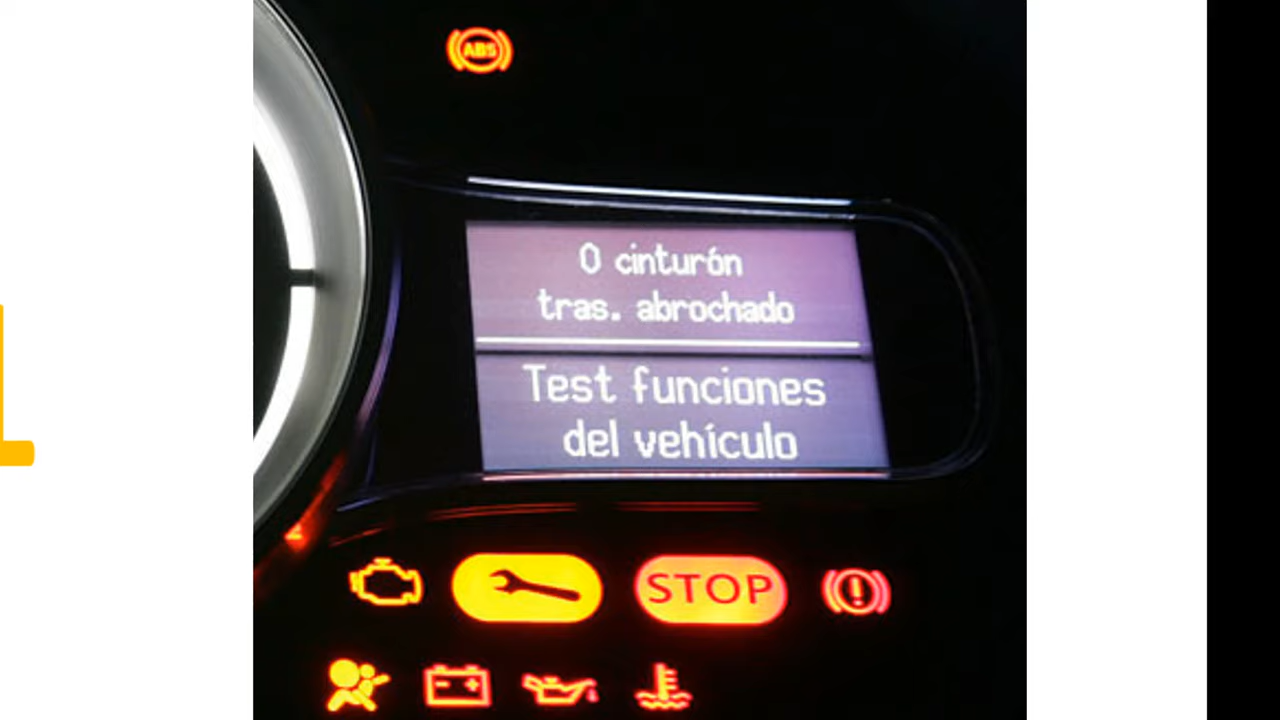 ABS
0 cinturón
tras. abrochado
Test funciones
del vehículo
STOP